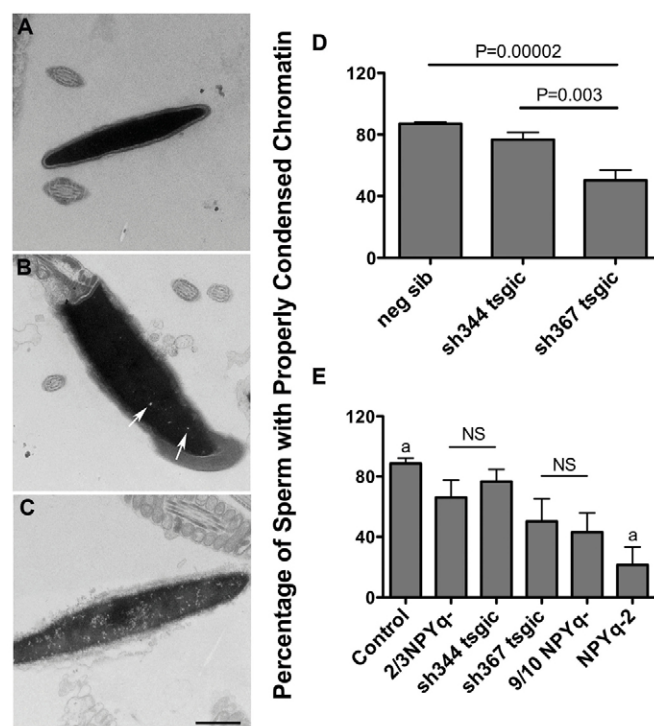 A
B
C
Percentage of Sperm with Properly Condensed Chromatin
D
P=0.00002
P=0.003
120
80
40
0
neg sib
sh344 tsgic
sh367 tsgic
E
120
80
40
0
a
NS
NS
a
Control
2/3NPYq-
sh344 tsgic
sh367 tsgic
9/10 NPYq-
NPYq-2